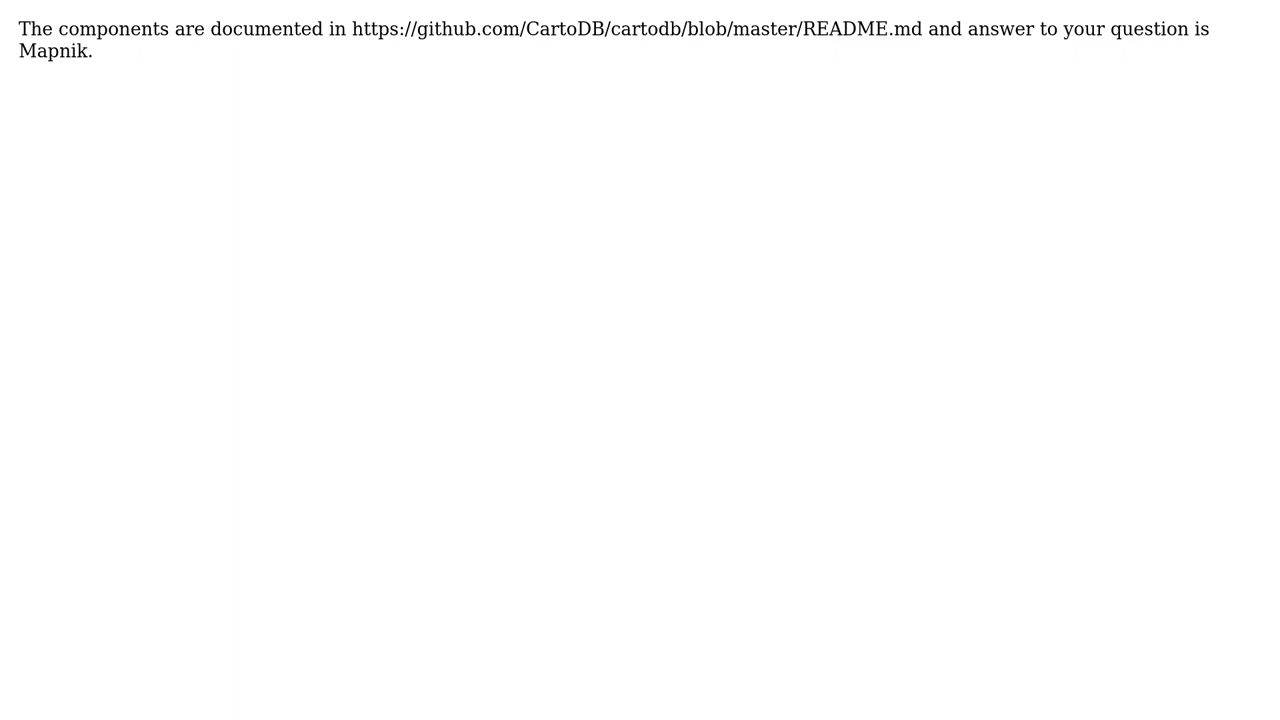 The components are documented in https://github.com/CartoDB/cartodb/blob/master/README.md and answer to your question is
Mapnik.